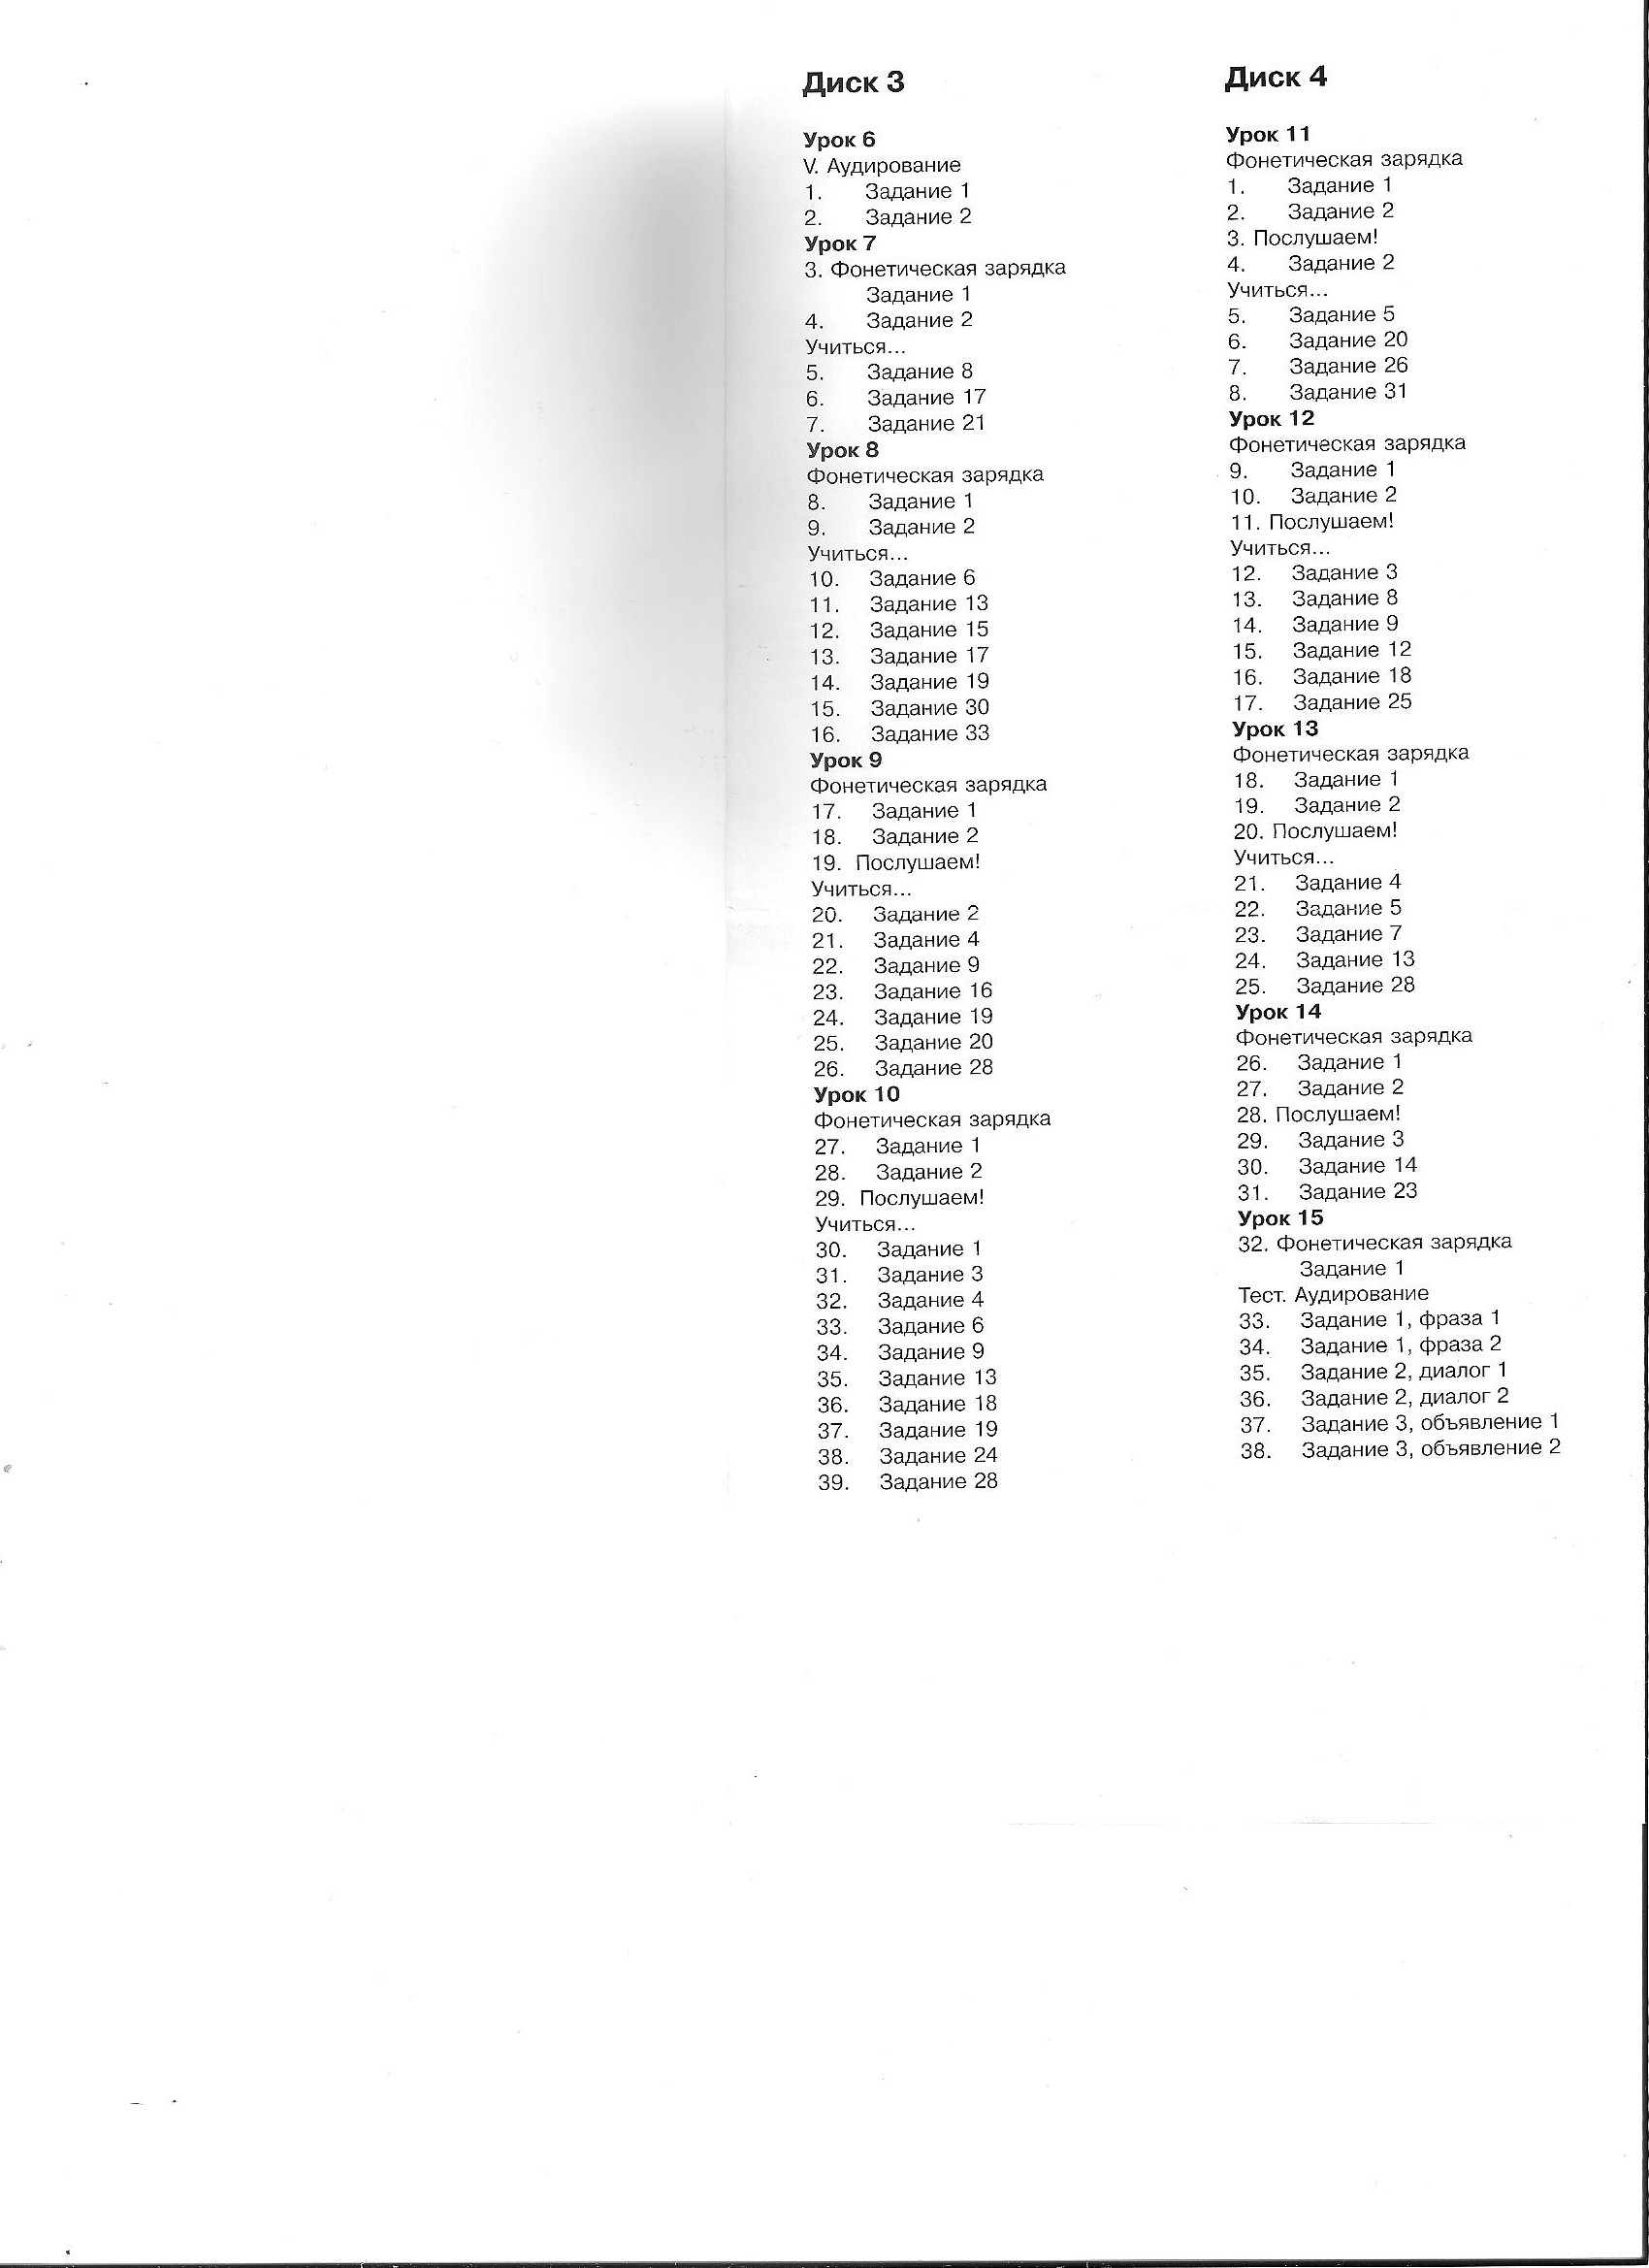 Диск 3
Урок 6
V. Аудирование
1. Задание 1
2. Задание 2
Урок 7
3. Фонетическая зарядка
Задание 1
4. Задание 2
Учиться...
5. Задание 8
6. Задание 17
7. Задание 21
Урок 8
Фонетическая зарядка
8. Задание 1
9. Задание 2
Учиться...
10. Задание 6
11. Задание 13
12. Задание 15
13. Задание 17
14. Задание 19
15. Задание 30
16. Задание 33
Урок 9
Фонетическая зарядка
17. Задание 1
18. Задание 2
19. Послушаем!
Учиться...
20. Задание 2
21. Задание 4
22. Задание 9
23. Задание 16
24. Задание 19
25. Задание 20
26. Задание 28
Урок 10
Фонетическая зарядка
27. Задание 1
28. Задание 2
29. Послушаем!
Учиться...
30. Задание 1
31. Задание 3
32. Задание 4
33. Задание 6
34. Задание 9
35. Задание 13
36. Задание 18
37. Задание 19
38. Задание 24
39. Задание 28
Диск 4
Урок 11
Фонетическая зарядка
1. Задание 1
2. Задание 2
3. Послушаем!
4. Задание 2
Учиться...
5. Задание 5
6. Задание 20
7. Задание 26
8. Задание 31
Урок 12
Фонетическая зарядка
9. Задание 1
10. Задание 2
11. Послушаем!
Учиться...
12. Задание 3
13. Задание 8
14. Задание 9
15. Задание 12
16. Задание 18
17. Задание 25
Урок 13
Фонетическая зарядка
18. Задание 1
19. Задание 2
20. Послушаем!
Учиться...
21. Задание 4
22. Задание 5
23. Задание 7
24. Задание 13
25. Задание 28
Урок 14
Фонетическая зарядка
26. Задание 1
27. Задание 2
28. Послушаем!
29. Задание 3
30. Задание 14
31. Задание 23
Урок 15
32. Фонетическая зарядка
Задание 1
Тест. Аудирование
33. Задание 1, фраза 1
34. Задание 1, фраза 2
35. Задание 2, диалог 1
36. Задание 2, диалог 2
37. Задание 3, объявление 1
38. Задание 3, объявление 2